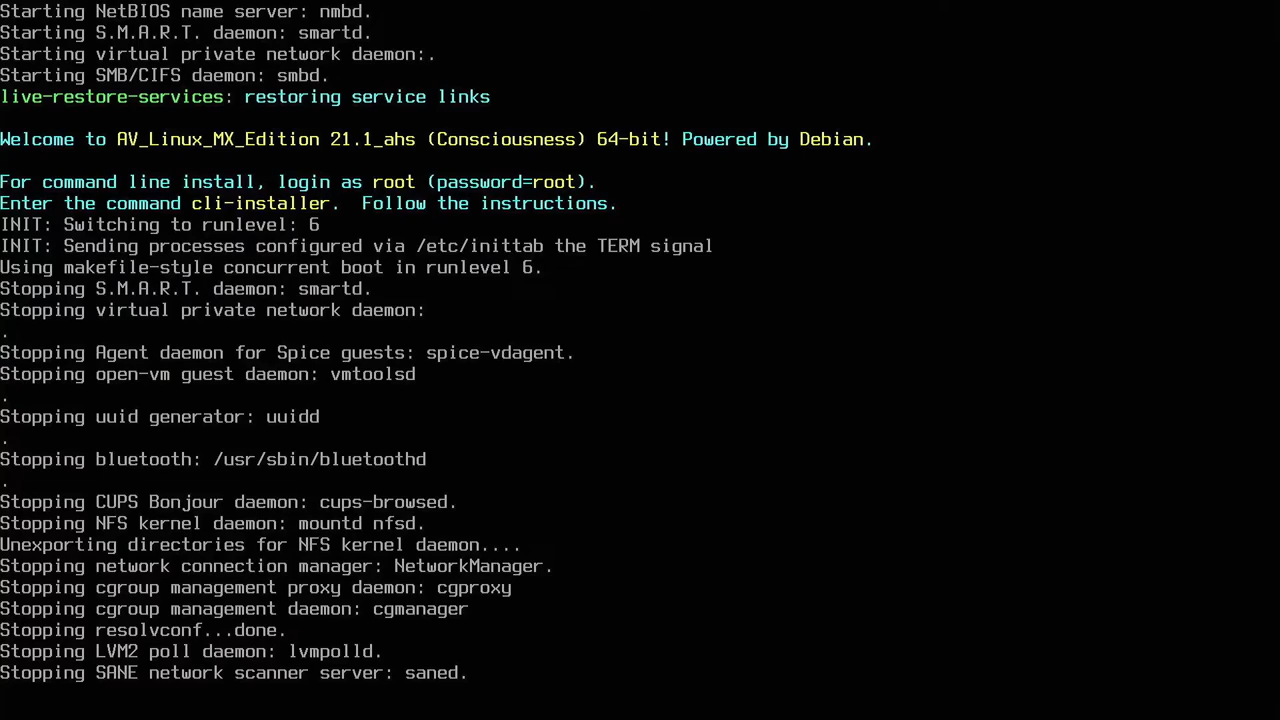 Starting NetBIOS name server: nmbd.
Starting S.M.A.R.T. daemon: smartd.
Starting virtual private network daemon:.
Starting SMB/CIFS daemon: smbd.
live-restore-services: restoring service links
Welcome to AV_Linux_MX_Edition 21.1_ahs (Consciousness) 64-bit! Powered by Debian.
For command line install, login as root (password=root).
Enter the command cli-installer.  Follow the instructions.
INIT: Switching to runlevel: 6
INIT: Sending processes configured via /etc/inittab the TERM signal
Using makefile-style concurrent boot in runlevel 6.
Stopping S.M.A.R.T. daemon: smartd.
Stopping virtual private network daemon:
.
Stopping Agent daemon for Spice guests: spice-vdagent.
Stopping open-vm guest daemon: vmtoolsd
.
Stopping uuid generator: uuidd
.
Stopping bluetooth: /usr/sbin/bluetoothd
.
Stopping CUPS Bonjour daemon: cups-browsed.
Stopping NFS kernel daemon: mountd nfsd.
Unexporting directories for NFS kernel daemon....
Stopping network connection manager: NetworkManager.
Stopping cgroup management proxy daemon: cgproxy
Stopping cgroup management daemon: cgmanager
Stopping resolvconf...done.
Stopping LVM2 poll daemon: lvmpolld.
Stopping SANE network scanner server: saned.